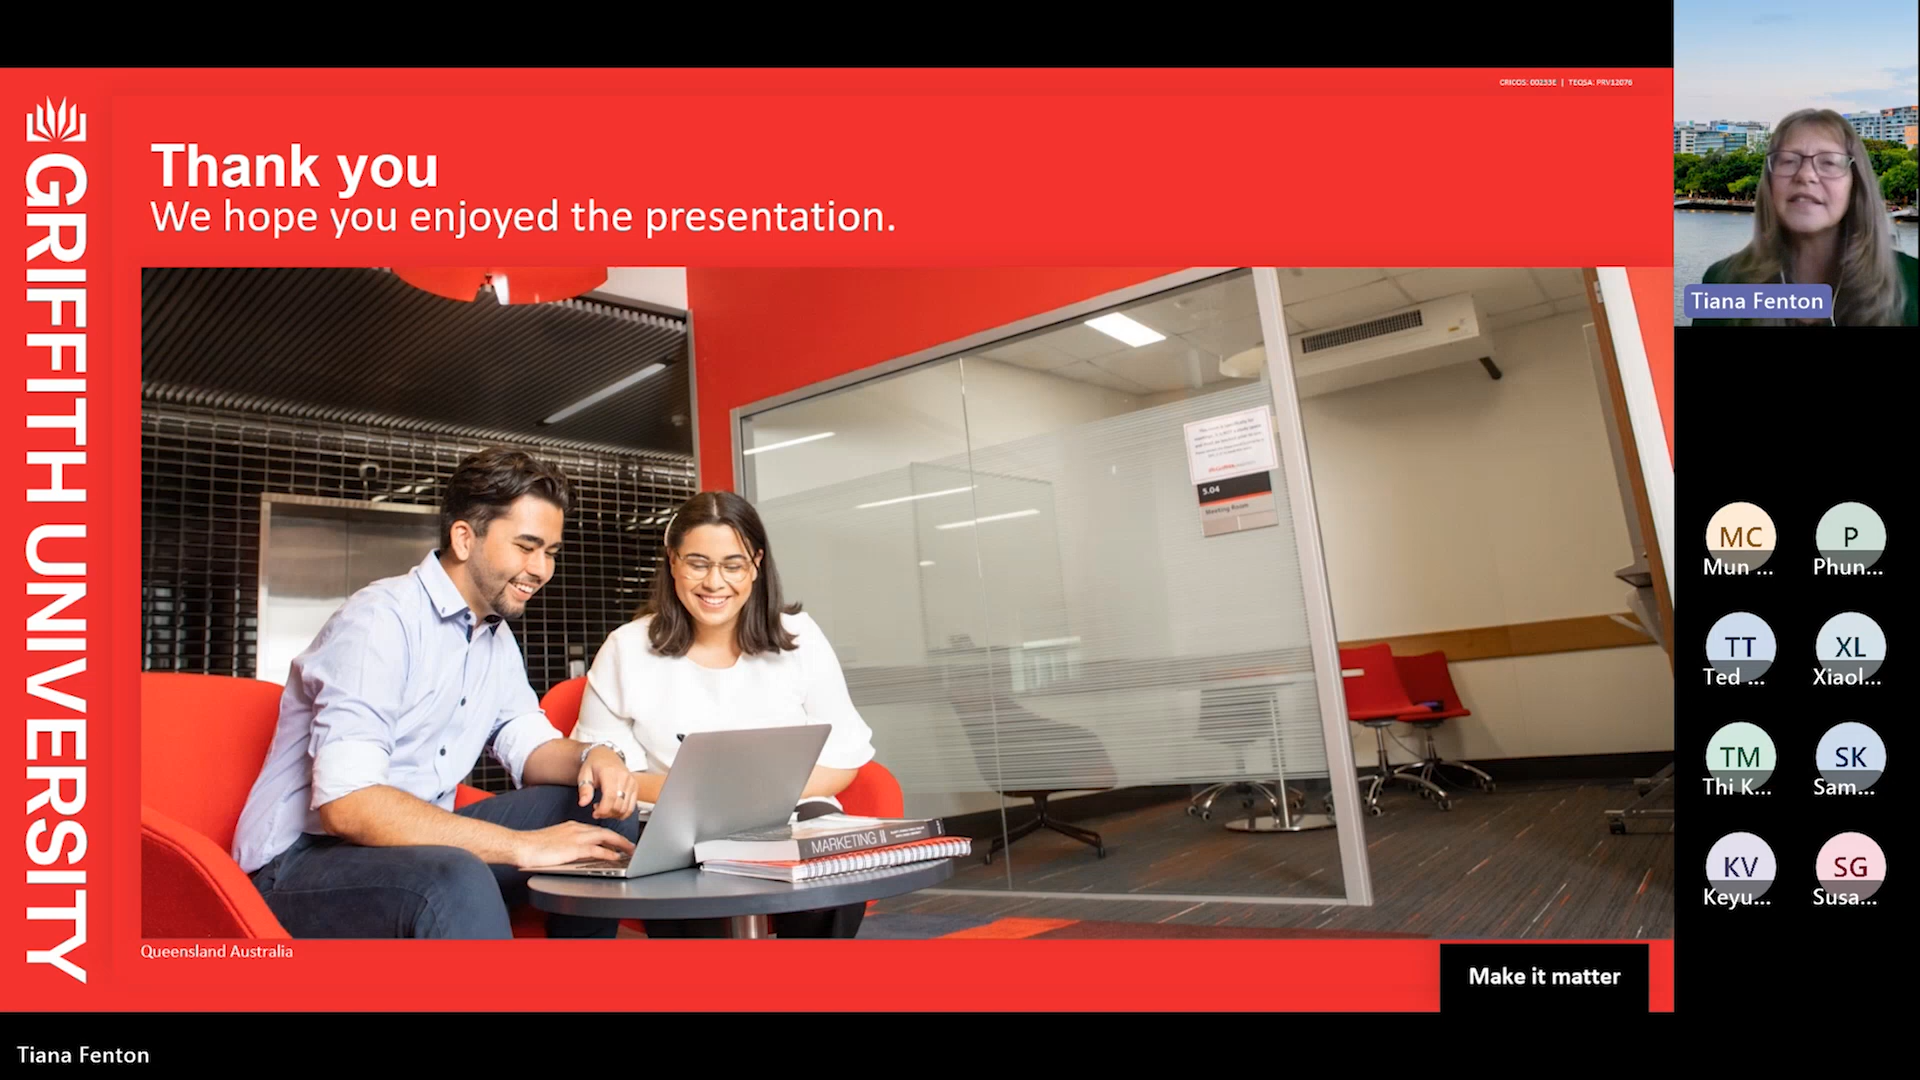 CRICOS: 00233E | TEQSA: PRV12076
GRIFFITH UNIVERSITY
Thank you
We hope you enjoyed the presentation.
5.04
Meeting Room
MARKETING II
Queensland Australia
Make it matter
Tiana Fenton
MC
Mun ...
P
Phun...
TT
Ted ...
XL
Xiaol...
TM
Thi K...
SK
Sam...
KV
Keyu...
SG
Susa...
Tiana Fenton